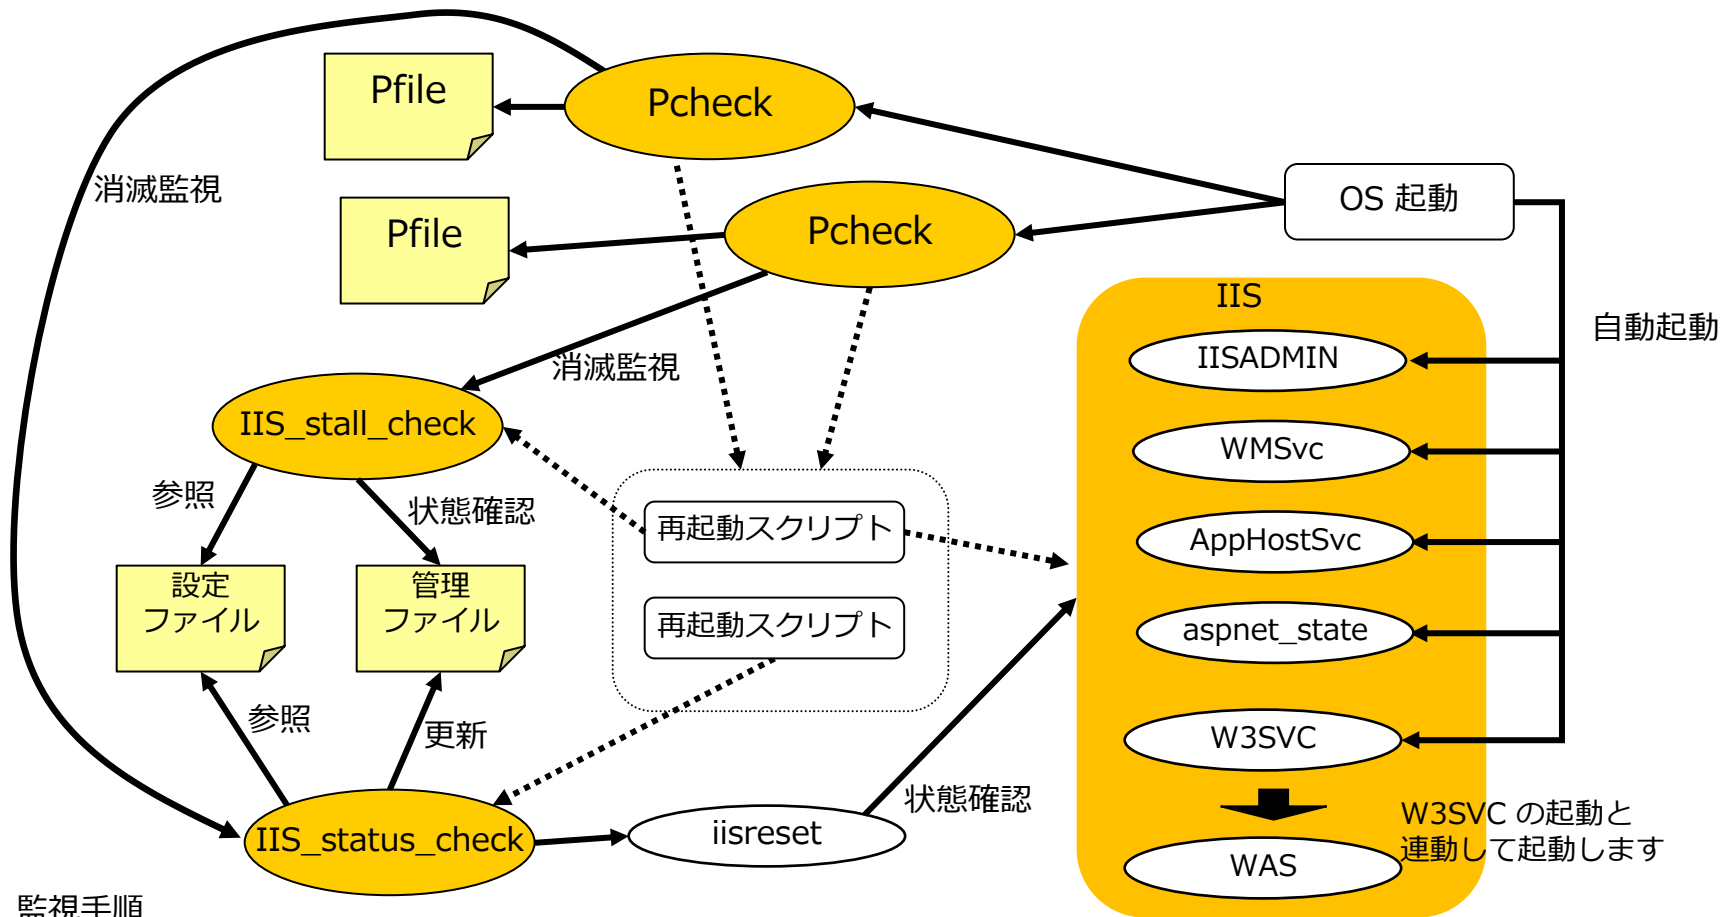 Pfile
Pcheck
消滅監視
OS 起動
Pfile
Pcheck
IIS
自動起動
IISADMIN
消滅監視
IIS_stall_check
WMSvc
参照
状態確認
再起動スクリプト
AppHostSvc
設定
ファイル
管理
ファイル
再起動スクリプト
aspnet_state
参照
更新
W3SVC
状態確認
W3SVC の起動と
連動して起動します
IIS_status_check
iisreset
WAS
監視手順